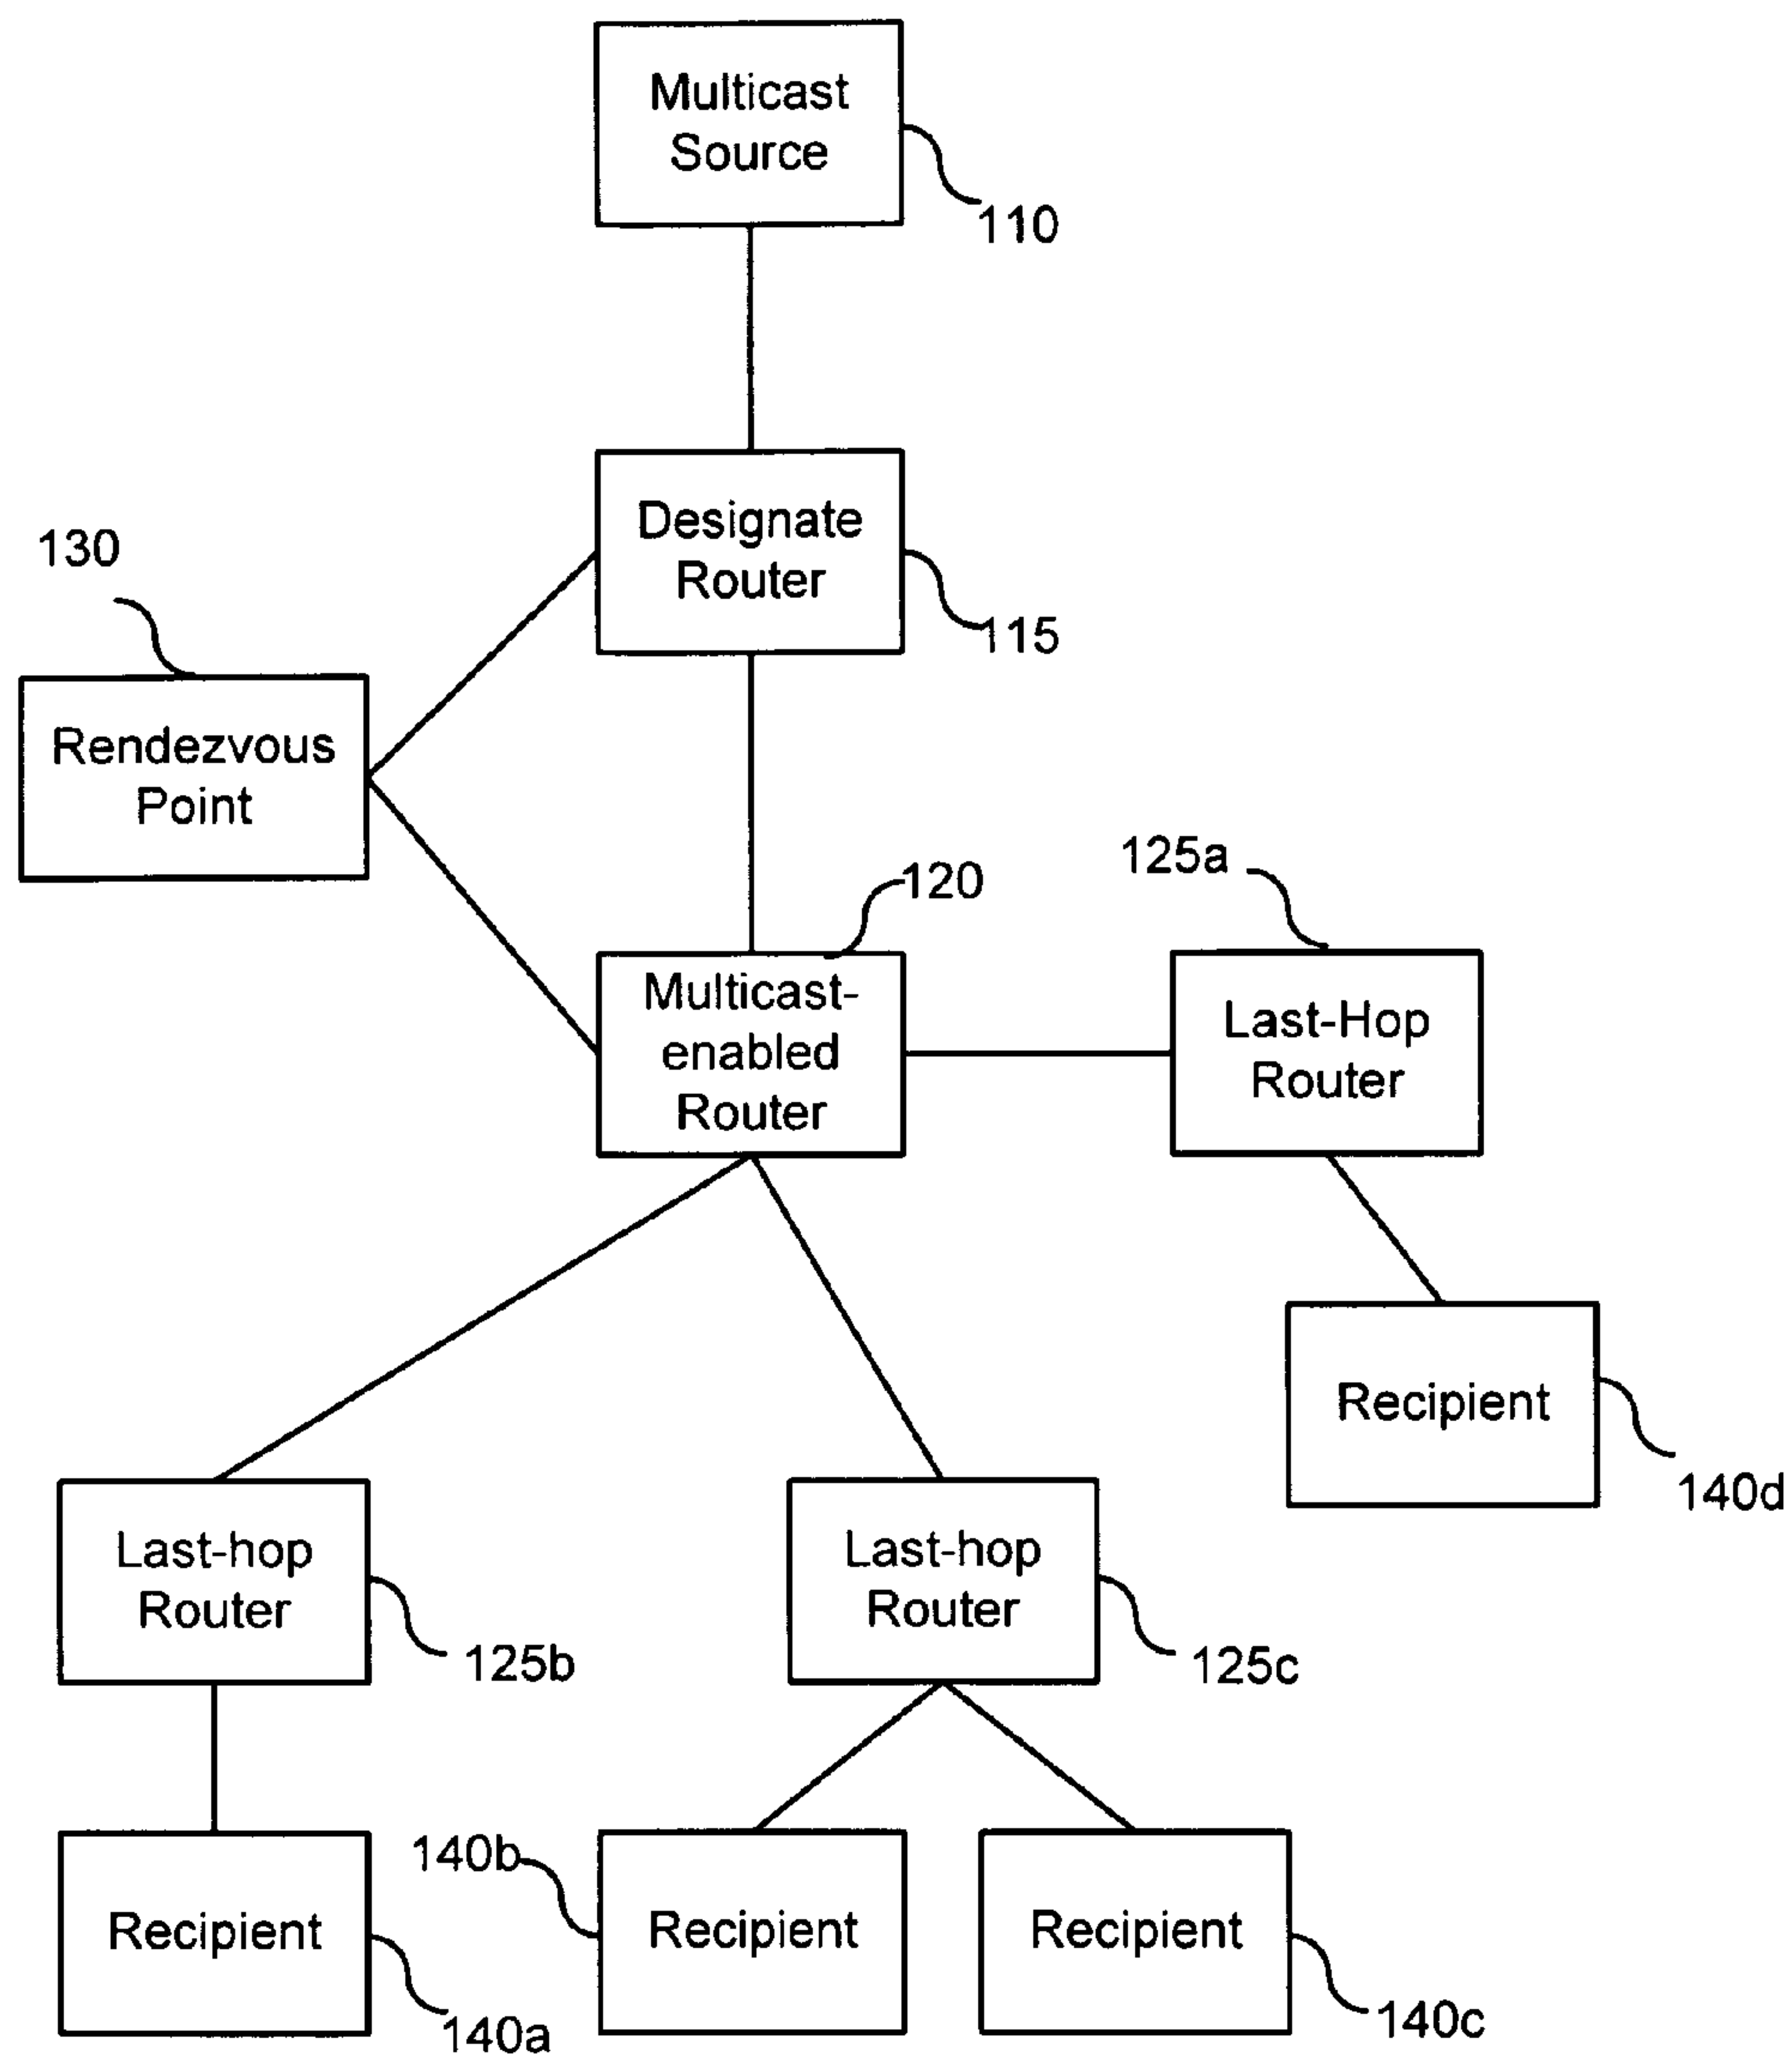 Multicast
Source
110
Designate
Router
115
130
Rendezvous
Point
120
125a
Multicast-
enabled
Router
Last-Hop
Router
Recipient
140d
Last-hop
Router
125b
Last-hop
Router
125c
Recipient
140a
140b
Recipient
Recipient
140c